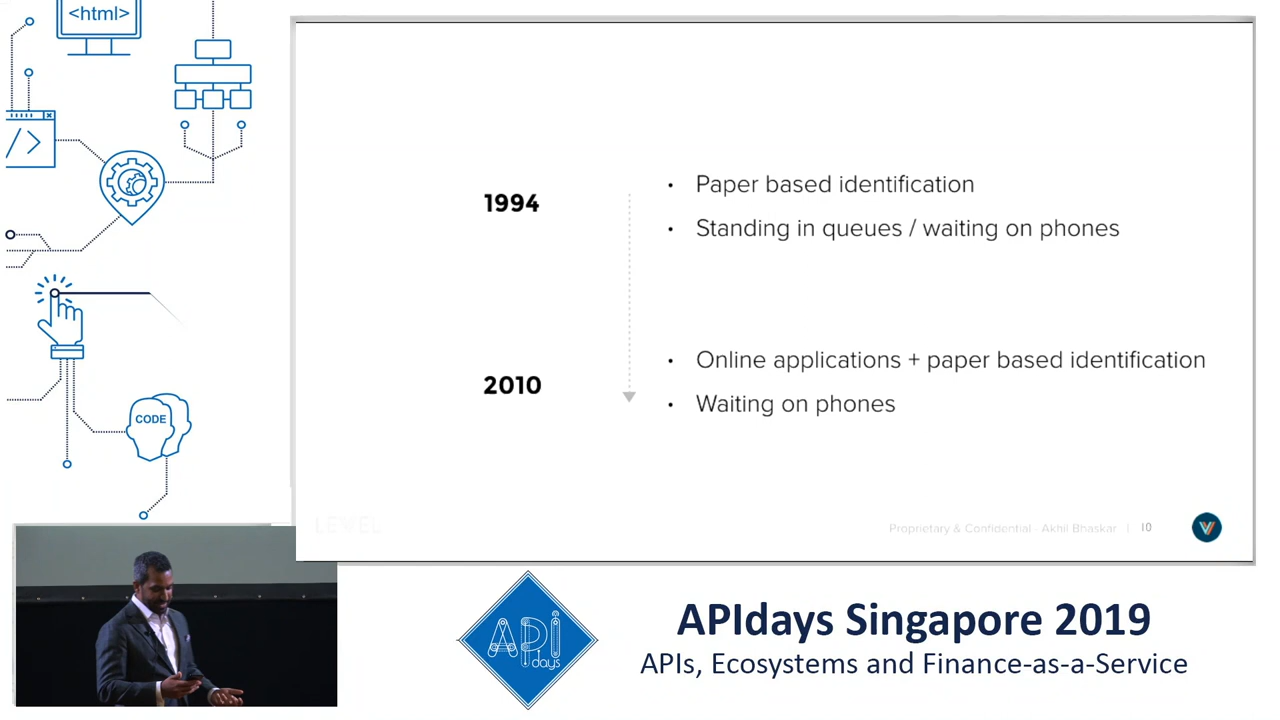 <html>
</>
CODE
1994
• Paper based identification
• Standing in queues / waiting on phones
2010
• Online applications + paper based identification
• Waiting on phones
LEVEL
Proprietary & Confidential - Akhil Bhaskar | 10
API
days
APIdays Singapore 2019
APIs, Ecosystems and Finance-as-a-Service